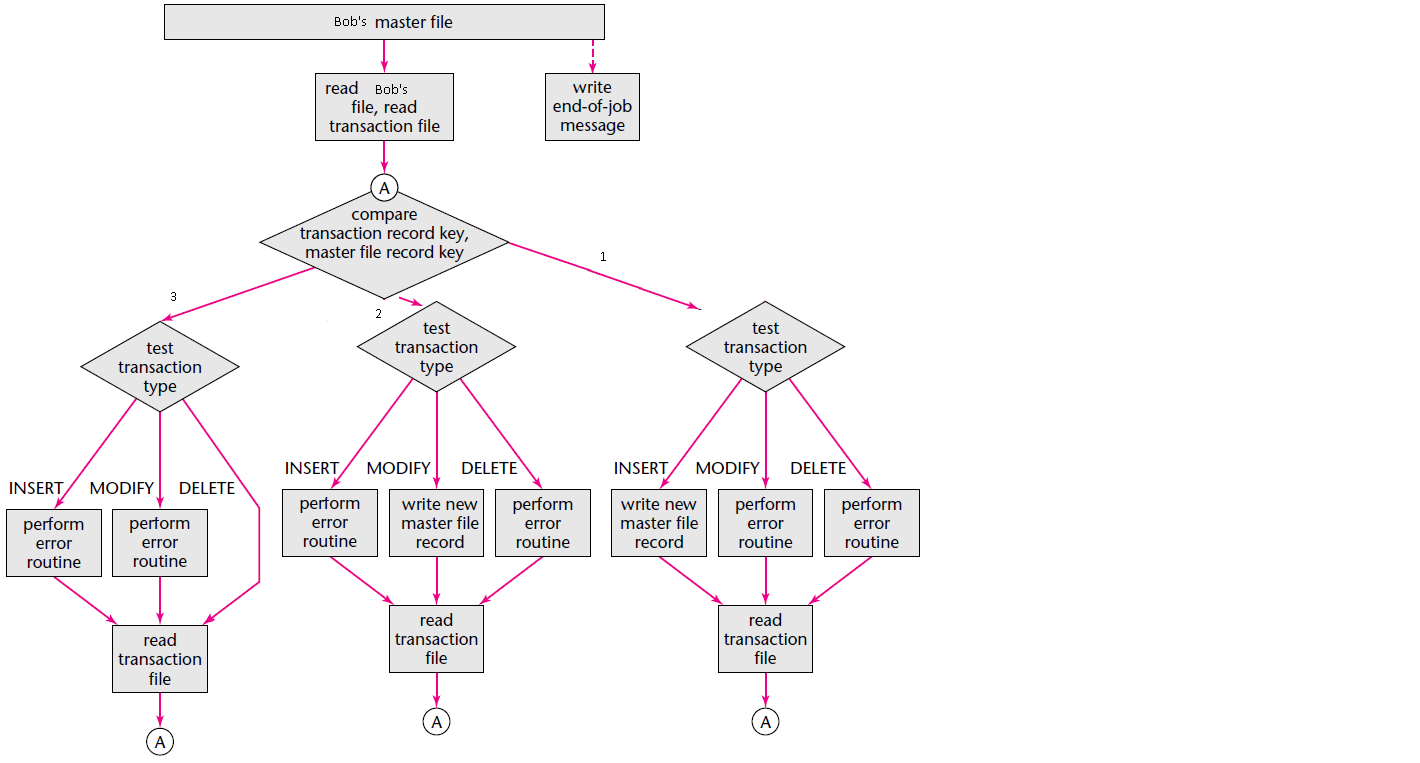 Bob's master file
read Bob's
file, read
transaction file
write
end-of-job
message
A
compare
transaction record key,
master file record key
1
3
2
test
transaction
type
test
transaction
type
test
transaction
type
INSERT
MODIFY
DELETE
INSERT
MODIFY
DELETE
INSERT
MODIFY
DELETE
perform
error
routine
perform
error
routine
perform
error
routine
write new
master file
record
perform
error
routine
write new
master file
record
perform
error
routine
perform
error
routine
read
transaction
file
read
transaction
file
read
transaction
file
A
A
A